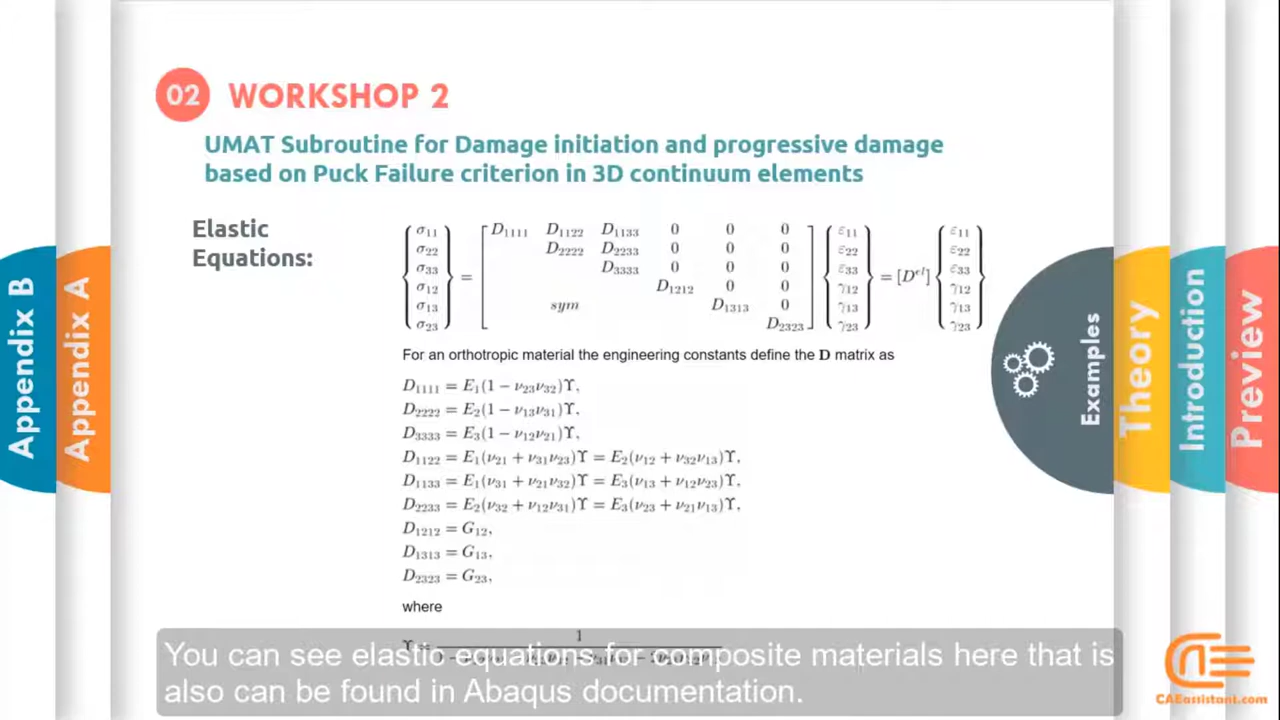 02 WORKSHOP 2
UMAT Subroutine for Damage initiation and progressive damage
based on Puck Failure criterion in 3D continuum elements
Elastic
Equations:
σ11 D1111 D1122 D1133 0 0 0 ε11 ε11
σ22 D2222 D2233 0 0 0 ε22 ε22
σ33 D3333 0 0 0 ε33 ε33
σ12 = D1212 0 0 γ12 = [D^el] γ12
σ13 sym D1313 0 γ13 γ13
σ23 D2323 γ23 γ23
For an orthotropic material the engineering constants define the D matrix as
D1111 = E1(1 − ν23ν32)Υ,
D2222 = E2(1 − ν13ν31)Υ,
D3333 = E3(1 − ν12ν21)Υ,
D1122 = E1(ν21 + ν31ν23)Υ = E2(ν12 + ν32ν13)Υ,
D1133 = E1(ν31 + ν21ν32)Υ = E3(ν13 + ν12ν23)Υ,
D2233 = E2(ν32 + ν12ν31)Υ = E3(ν23 + ν21ν13)Υ,
D1212 = G12,
D1313 = G13,
D2323 = G23,
where
You can see elastic equations for composite materials here that is
also can be found in Abaqus documentation.
Appendix B
Appendix A
Examples
Theory
Introduction
Preview
CAEassistant.com